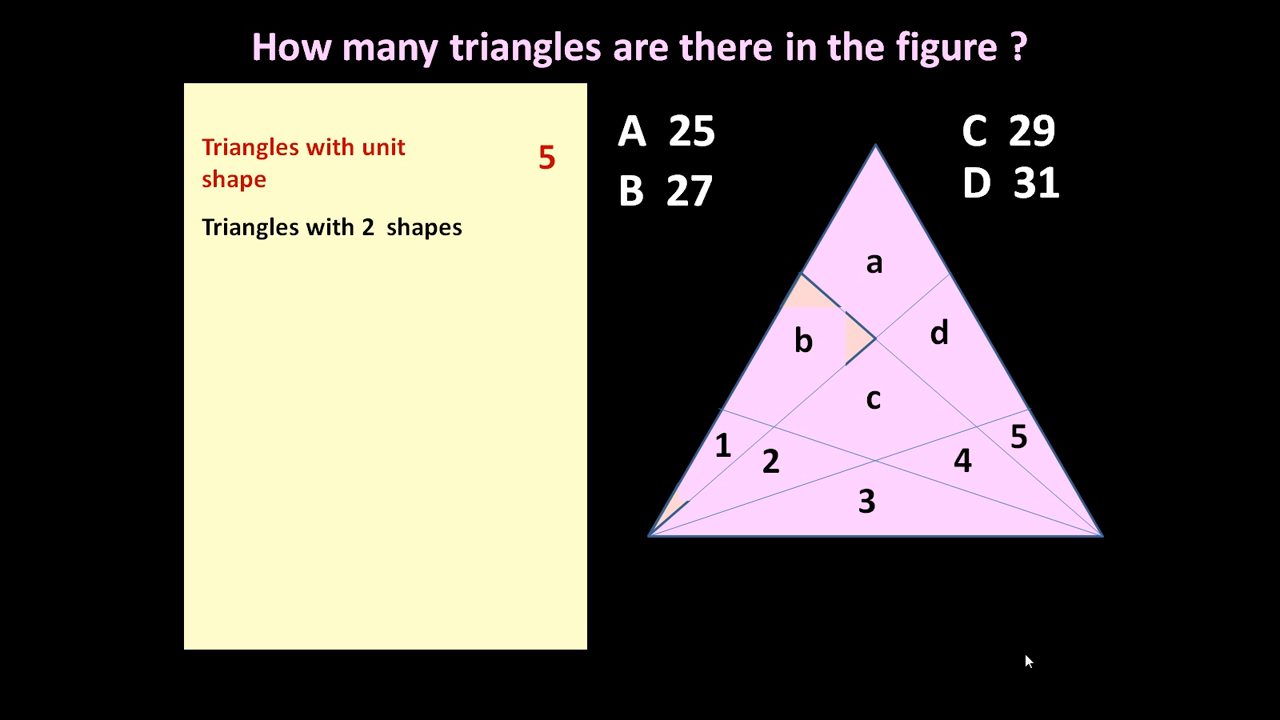 How many triangles are there in the figure ?
Triangles with unit
shape
5
Triangles with 2 shapes
A 25
B 27
C 29
D 31
a
b
d
c
1
2
3
4
5